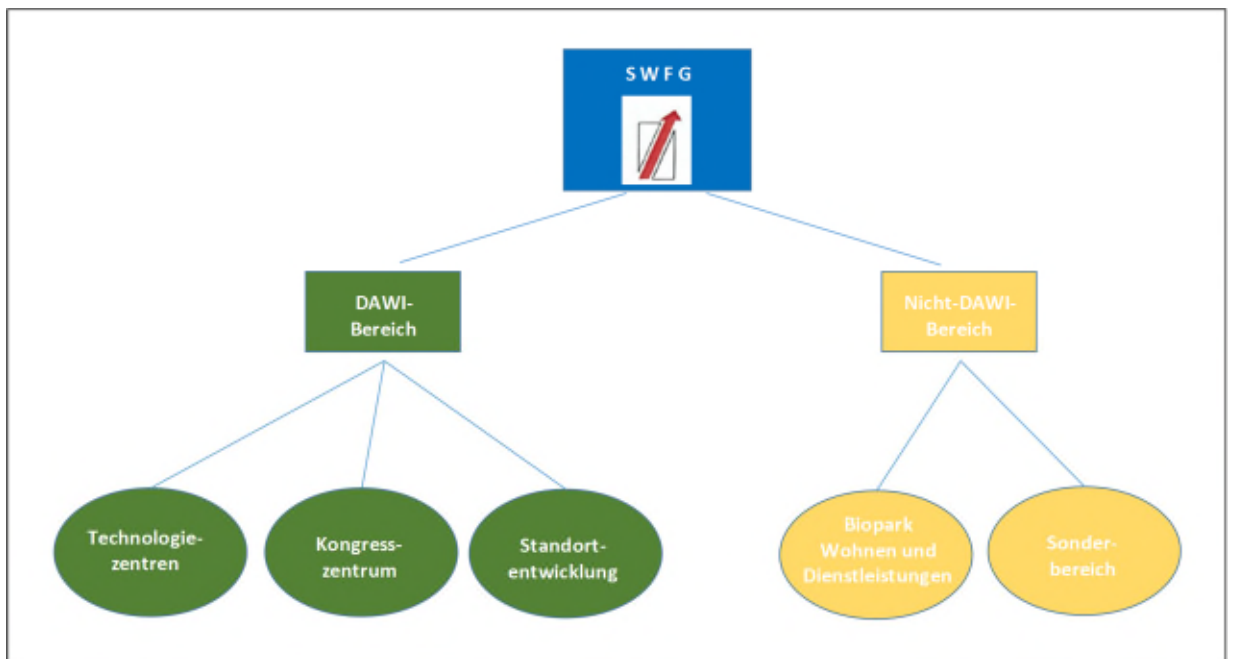 S W F G
DAWI-
Bereich
Nicht-DAWI-
Bereich
Technologie-
zentren
Kongress-
zentrum
Standort-
entwicklung
Biopark
Wohnen und
Dienstleistungen
Sonder-
bereich